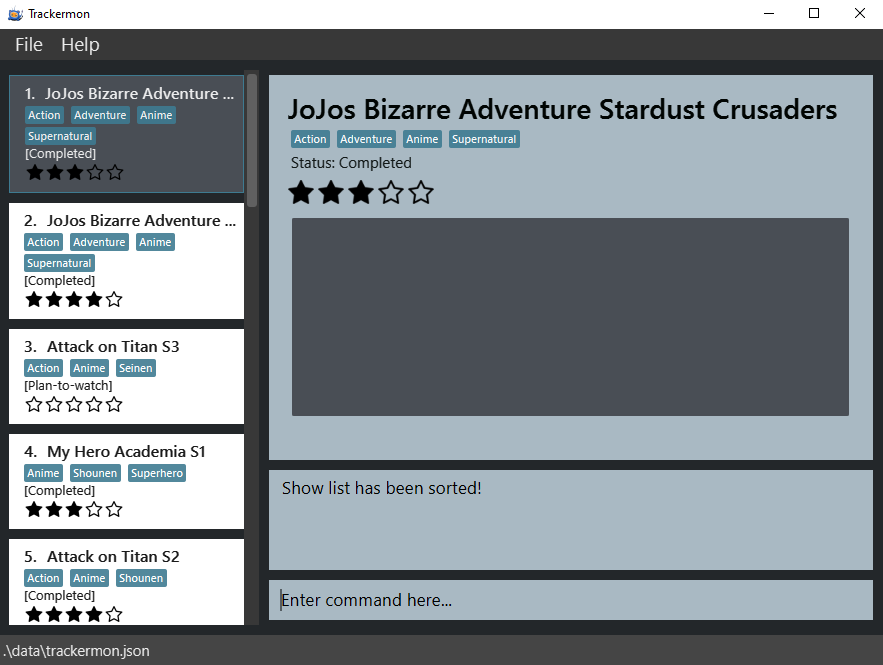 Trackermon
File Help
1. JoJos Bizarre Adventure ...
Action Adventure Anime
Supernatural
[Completed]
2. JoJos Bizarre Adventure ...
Action Adventure Anime
Supernatural
[Completed]
3. Attack on Titan S3
Action Anime Seinen
[Plan-to-watch]
4. My Hero Academia S1
Anime Shounen Superhero
[Completed]
5. Attack on Titan S2
Action Anime Shounen
[Completed]
JoJos Bizarre Adventure Stardust Crusaders
Action Adventure Anime Supernatural
Status: Completed
Show list has been sorted!
Enter command here...
.\data\trackermon.json